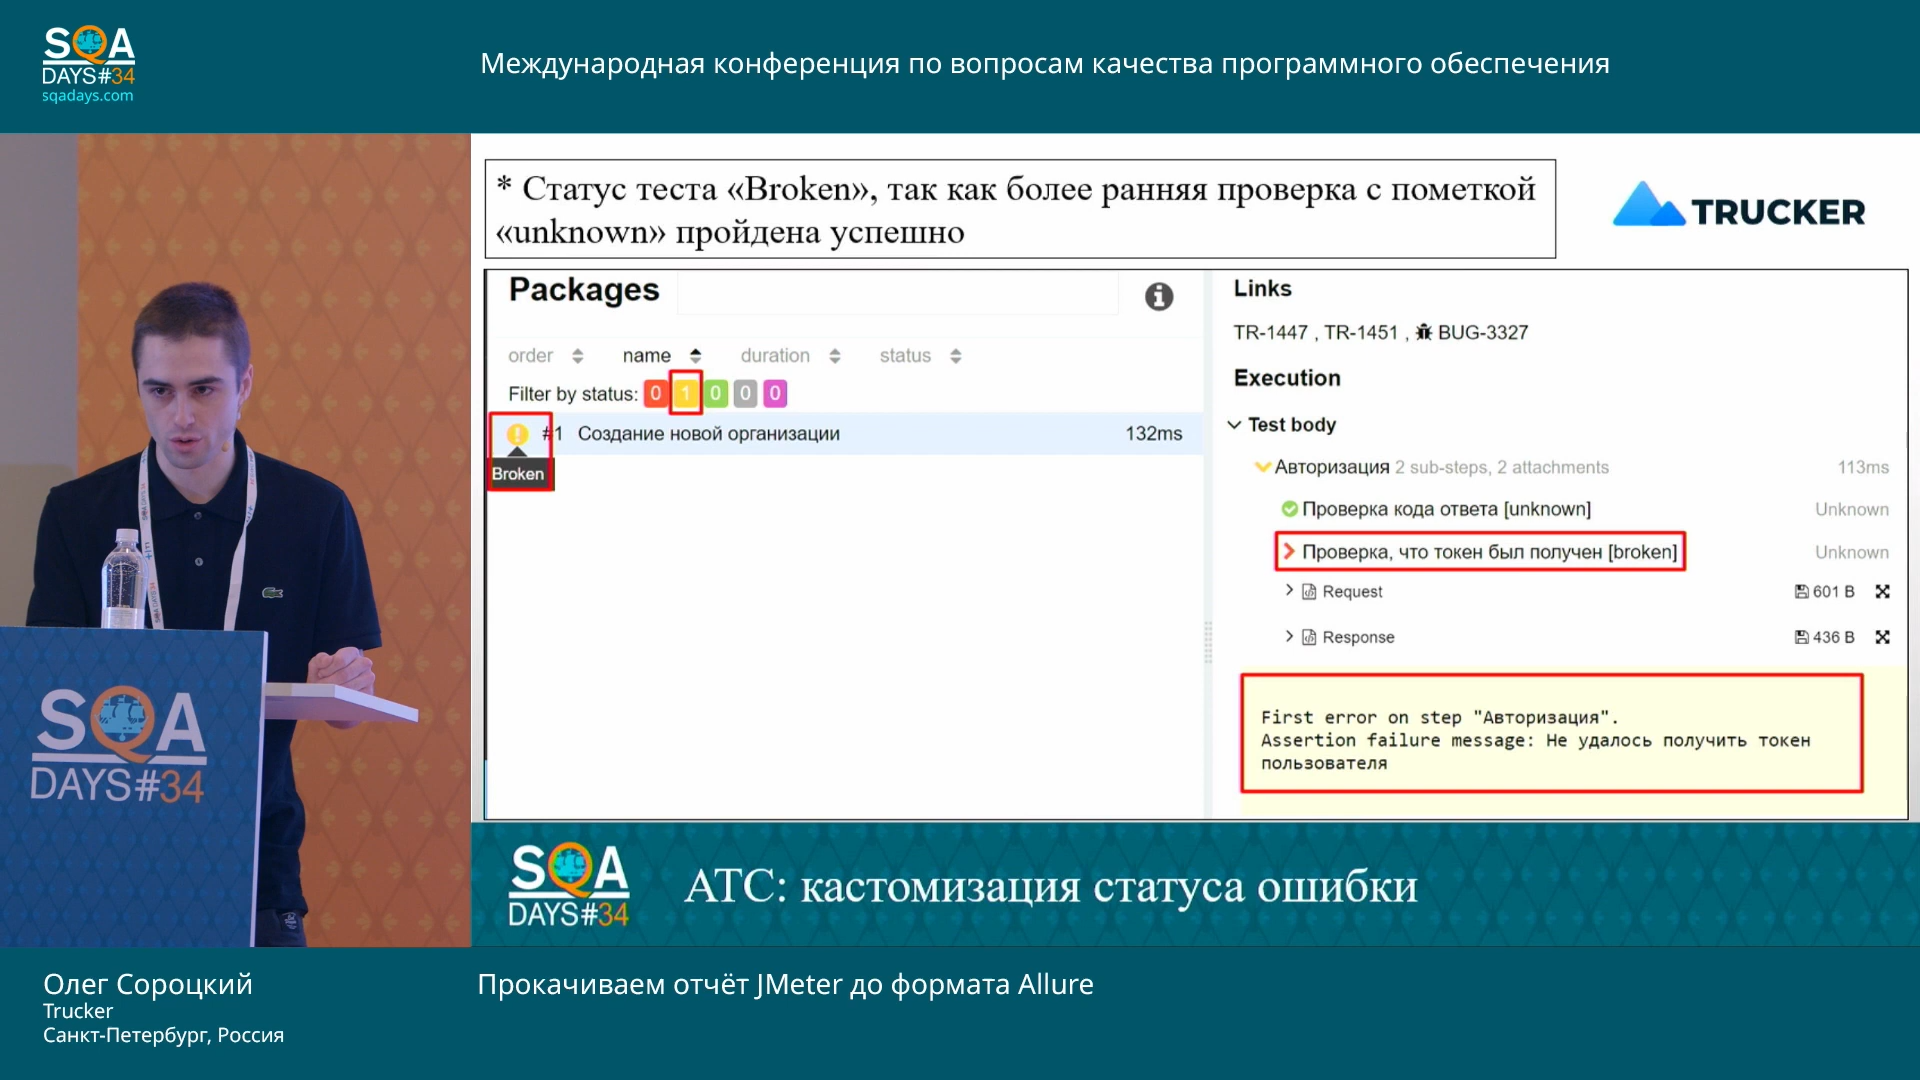 SQA
DAYS#34
sqadays.com
Международная конференция по вопросам качества программного обеспечения
* Статус теста «Broken», так как более ранняя проверка с пометкой
«unknown» пройдена успешно
TRUCKER
Packages
order name duration status
Filter by status: 0 1 0 0 0
#1 Создание новой организации 132ms
Broken
Links
TR-1447 , TR-1451 , BUG-3327
Execution
Test body
Авторизация 2 sub-steps, 2 attachments 113ms
Проверка кода ответа [unknown] Unknown
Проверка, что токен был получен [broken] Unknown
Request 601 B
Response 436 B
First error on step "Авторизация".
Assertion failure message: Не удалось получить токен
пользователя
SQA
DAYS#34
SQA
DAYS#34
АТС: кастомизация статуса ошибки
Олег Сороцкий
Trucker
Санкт-Петербург, Россия
Прокачиваем отчёт JMeter до формата Allure